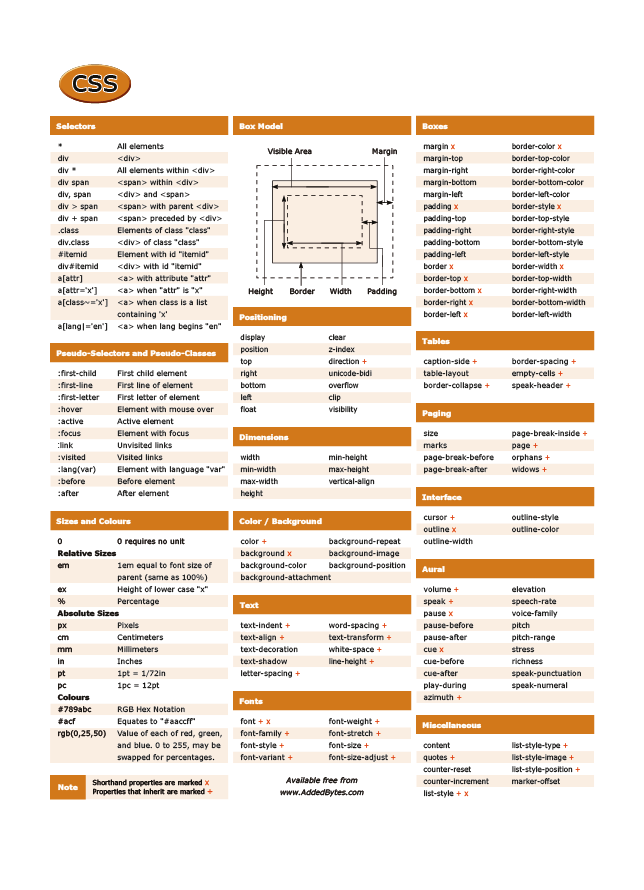 CSS
Selectors
* All elements
div <div>
div * All elements within <div>
div span <span> within <div>
div, span <div> and <span>
div > span <span> with parent <div>
div + span <span> preceded by <div>
.class Elements of class "class"
div.class <div> of class "class"
#itemid Element with id "itemid"
div#itemid <div> with id "itemid"
a[attr] <a> with attribute "attr"
a[attr='x'] <a> when "attr" is "x"
a[class~='x'] <a> when class is a list
containing 'x'
a[lang|='en'] <a> when lang begins "en"
Pseudo-Selectors and Pseudo-Classes
:first-child First child element
:first-line First line of element
:first-letter First letter of element
:hover Element with mouse over
:active Active element
:focus Element with focus
:link Unvisited links
:visited Visited links
:lang(var) Element with language "var"
:before Before element
:after After element
Sizes and Colours
0 0 requires no unit
Relative Sizes
em 1em equal to font size of
parent (same as 100%)
ex Height of lower case "x"
% Percentage
Absolute Sizes
px Pixels
cm Centimeters
mm Millimeters
in Inches
pt 1pt = 1/72in
pc 1pc = 12pt
Colours
#789abc RGB Hex Notation
#acf Equates to "#aaccff"
rgb(0,25,50) Value of each of red, green,
and blue. 0 to 255, may be
swapped for percentages.
Note
Shorthand properties are marked x
Properties that inherit are marked +
Box Model
Visible Area Margin
Height Border Width Padding
Positioning
display clear
position z-index
top direction +
right unicode-bidi
bottom overflow
left clip
float visibility
Dimensions
width min-height
min-width max-height
max-width vertical-align
height
Color / Background
color + background-repeat
background x background-image
background-color background-position
background-attachment
Text
text-indent + word-spacing +
text-align + text-transform +
text-decoration white-space +
text-shadow line-height +
letter-spacing +
Fonts
font + x font-weight +
font-family + font-stretch +
font-style + font-size +
font-variant + font-size-adjust +
Available free from
www.AddedBytes.com
Boxes
margin x border-color x
margin-top border-top-color
margin-right border-right-color
margin-bottom border-bottom-color
margin-left border-left-color
padding x border-style x
padding-top border-top-style
padding-right border-right-style
padding-bottom border-bottom-style
padding-left border-left-style
border x border-width x
border-top x border-top-width
border-bottom x border-right-width
border-right x border-bottom-width
border-left x border-left-width
Tables
caption-side + border-spacing +
table-layout empty-cells +
border-collapse + speak-header +
Paging
size page-break-inside +
marks page +
page-break-before orphans +
page-break-after widows +
Interface
cursor + outline-style
outline x outline-color
outline-width
Aural
volume + elevation
speak + speech-rate
pause x voice-family
pause-before pitch
pause-after pitch-range
cue x stress
cue-before richness
cue-after speak-punctuation
play-during speak-numeral
azimuth +
Miscellaneous
content list-style-type +
quotes + list-style-image +
counter-reset list-style-position +
counter-increment marker-offset
list-style + x